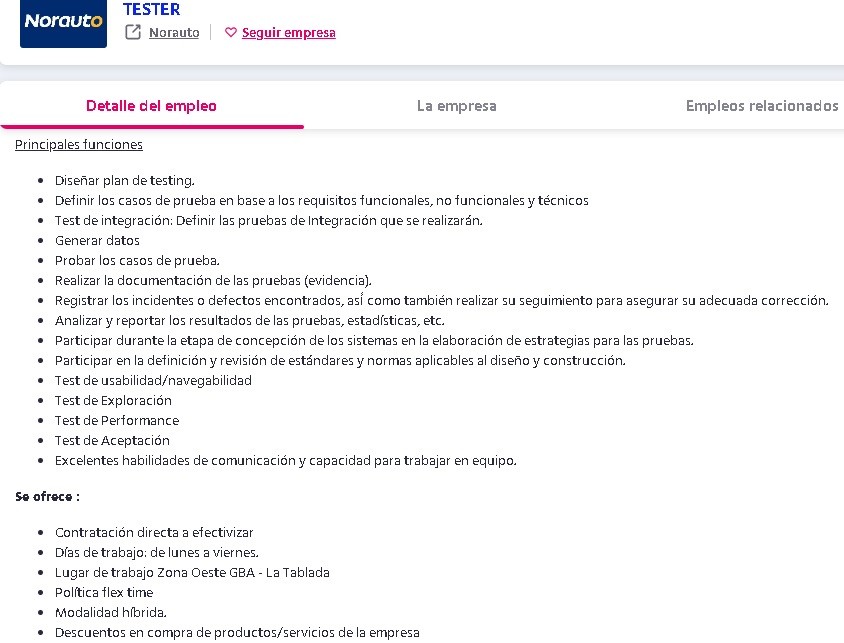 Norauto
TESTER
Norauto
Seguir empresa
Detalle del empleo
La empresa
Empleos relacionados
Principales funciones
Diseñar plan de testing.
Definir los casos de prueba en base a los requisitos funcionales, no funcionales y técnicos
Test de integración: Definir las pruebas de Integración que se realizarán.
Generar datos
Probar los casos de prueba.
Realizar la documentación de las pruebas (evidencia).
Registrar los incidentes o defectos encontrados, así como también realizar su seguimiento para asegurar su adecuada corrección.
Analizar y reportar los resultados de las pruebas, estadísticas, etc.
Participar durante la etapa de concepción de los sistemas en la elaboración de estrategias para las pruebas.
Participar en la definición y revisión de estándares y normas aplicables al diseño y construcción.
Test de usabilidad/navegabilidad
Test de Exploración
Test de Performance
Test de Aceptación
Excelentes habilidades de comunicación y capacidad para trabajar en equipo.
Se ofrece :
Contratación directa a efectivizar
Días de trabajo: de lunes a viernes.
Lugar de trabajo Zona Oeste GBA - La Tablada
Política flex time
Modalidad híbrida.
Descuentos en compra de productos/servicios de la empresa